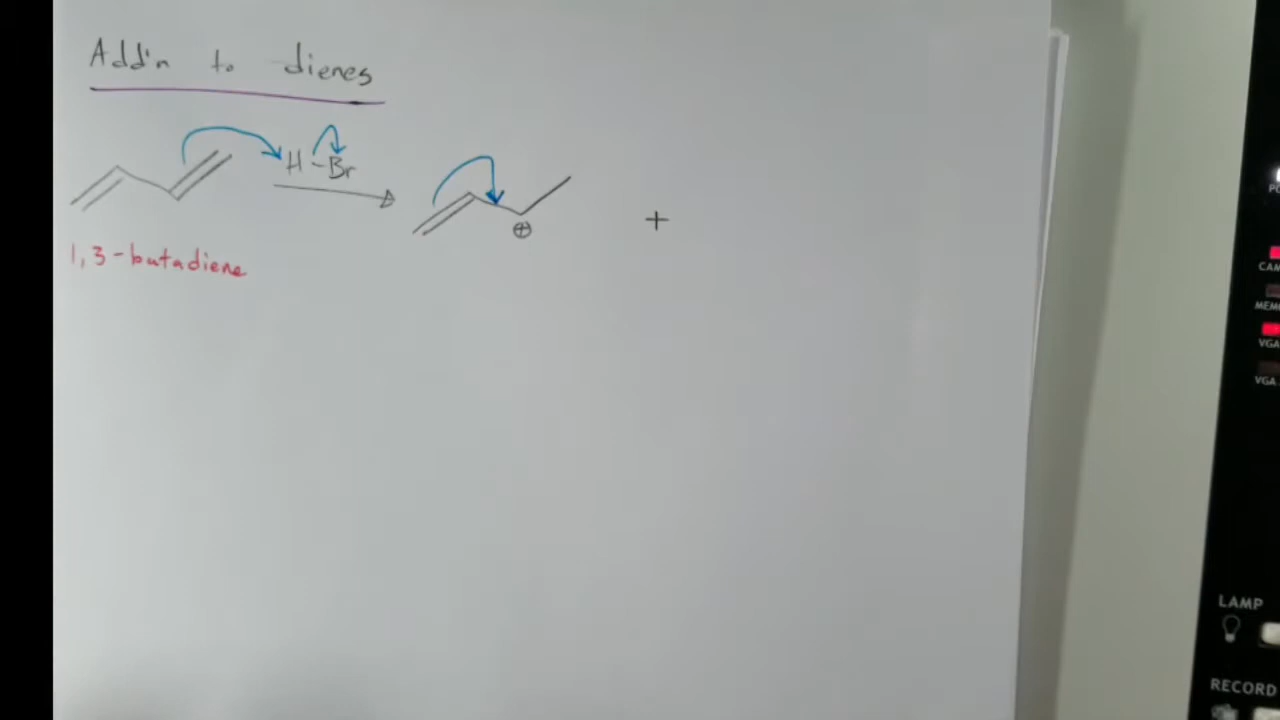 Add'n to dienes
H-Br
⊕ +
1,3-butadiene
LAMP
RECORD